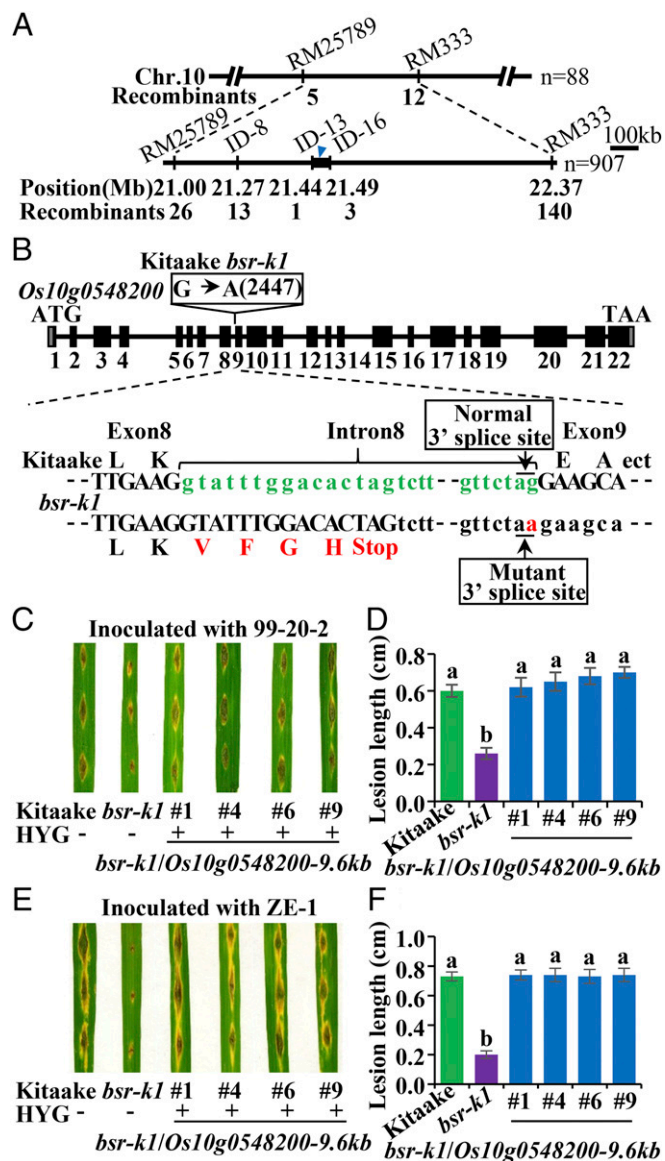 A
RM25789 RM333
Chr.10 n=88
Recombinants 5 12
RM25789 ID-8 ID-13 ID-16 RM333 100kb
n=907
Position(Mb) 21.00 21.27 21.44 21.49 22.37
Recombinants 26 13 1 3 140
B
Kitaake bsr-k1
Os10g0548200 G → A(2447)
ATG TAA
1 2 3 4 5 6 7 8 9 10 11 12 13 14 15 16 17 18 19 20 21 22
Normal
3' splice site
Exon8 Intron8 Exon9
Kitaake L K E A ect
--TTGAAGgtatttggacactagtctt--gttctagGAAGCA--
bsr-k1
--TTGAAGGTATTTGGACACTAGtctt--gttctaagaagca--
L K V F G H Stop
Mutant
3' splice site
C
Inoculated with 99-20-2
Kitaake bsr-k1 #1 #4 #6 #9
HYG - - + + + +
bsr-k1/Os10g0548200-9.6kb
D
Lesion length (cm)
0.8
0.6
0.4
0.2
0.0
a b a a a a
Kitaake bsr-k1 #1 #4 #6 #9
bsr-k1/Os10g0548200-9.6kb
E
Inoculated with ZE-1
Kitaake bsr-k1 #1 #4 #6 #9
HYG - - + + + +
bsr-k1/Os10g0548200-9.6kb
F
Lesion length (cm)
1.0
0.8
0.6
0.4
0.2
0.0
a b a a a a
Kitaake bsr-k1 #1 #4 #6 #9
bsr-k1/Os10g0548200-9.6kb